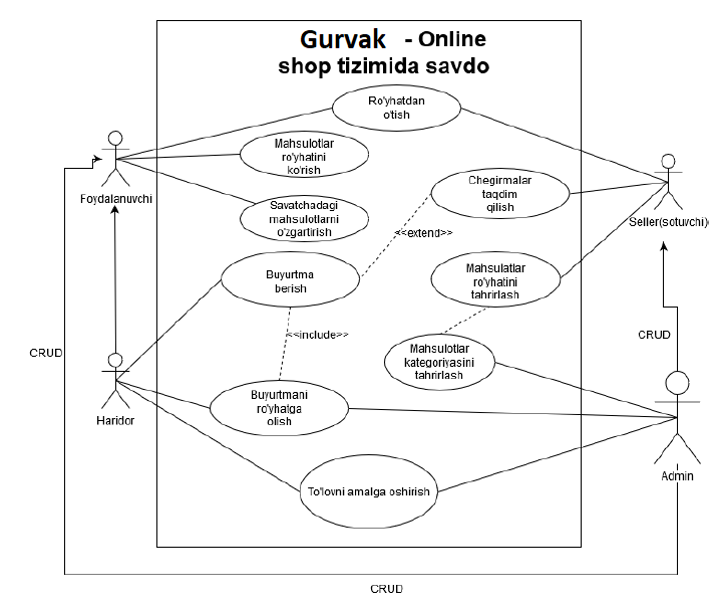 Gurvak - Online
shop tizimida savdo
Ro'yhatdan
o'tish
Mahsulotlar
ro'yhatini
ko'rish
Foydalanuvchi
Savatchadagi
mahsulotlarni
o'zgartirish
Chegirmalar
taqdim
qilish
Seller(sotuvchi)
<<extend>>
Buyurtma
berish
Mahsulatlar
ro'yhatini
tahrirlash
<<include>>
CRUD
CRUD
Mahsulotlar
kategoriyasini
tahrirlash
Haridor
Buyurtmani
ro'yhatga
olish
Admin
To'lovni amalga oshirish
CRUD